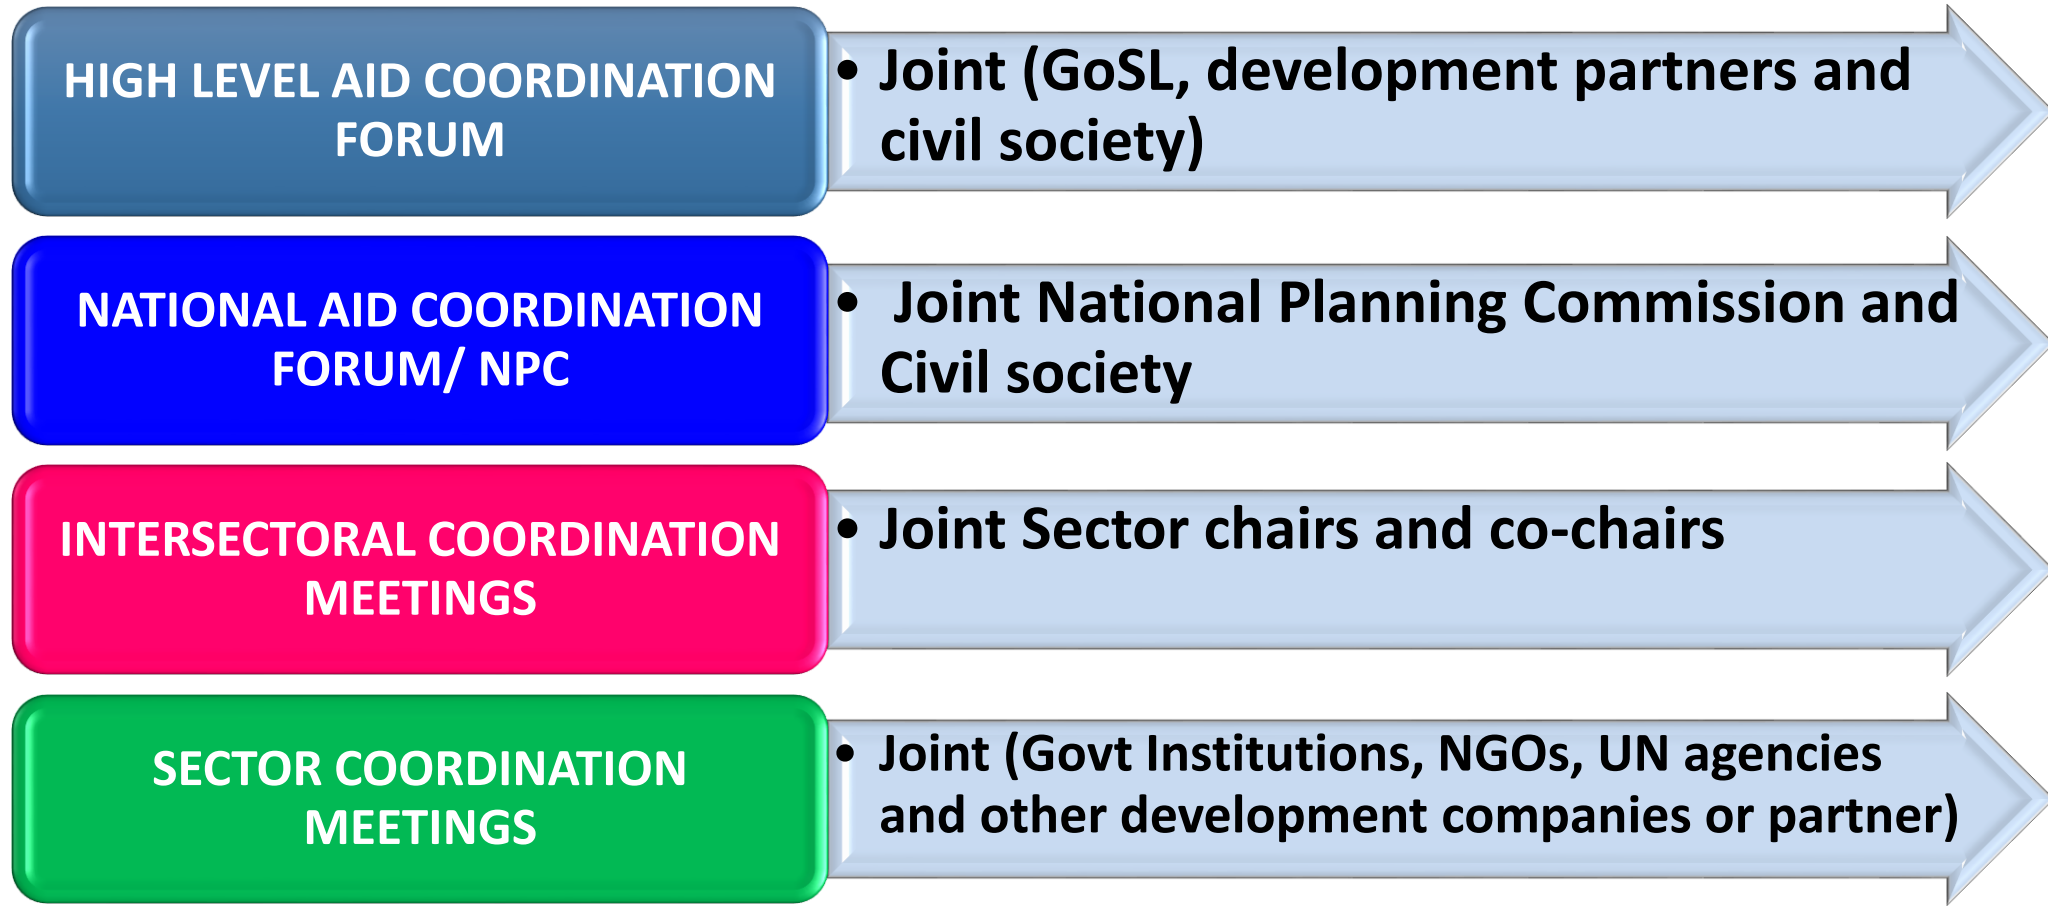 HIGH LEVEL AID COORDINATION
FORUM
• Joint (GoSL, development partners and
civil society)
NATIONAL AID COORDINATION
FORUM/ NPC
• Joint National Planning Commission and
Civil society
INTERSECTORAL COORDINATION
MEETINGS
• Joint Sector chairs and co-chairs
SECTOR COORDINATION
MEETINGS
• Joint (Govt Institutions, NGOs, UN agencies
and other development companies or partner)